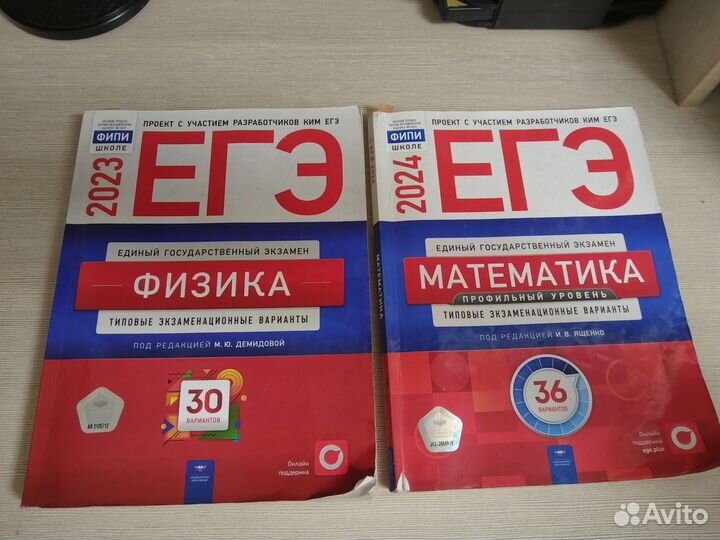 ПРОЕКТ С УЧАСТИЕМ РАЗРАБОТЧИКОВ КИМ ЕГЭ
ФИПИ
ШКОЛЕ
2023
ЕГЭ
ЕДИНЫЙ ГОСУДАРСТВЕННЫЙ ЭКЗАМЕН
ФИЗИКА
ТИПОВЫЕ ЭКЗАМЕНАЦИОННЫЕ ВАРИАНТЫ
ПОД РЕДАКЦИЕЙ М. Ю. ДЕМИДОВОЙ
30
ВАРИАНТОВ
Онлайн
поддержка
ПРОЕКТ С УЧАСТИЕМ РАЗРАБОТЧИКОВ КИМ ЕГЭ
ФИПИ
ШКОЛЕ
2024
ЕГЭ
ЕДИНЫЙ ГОСУДАРСТВЕННЫЙ ЭКЗАМЕН
МАТЕМАТИКА
ПРОФИЛЬНЫЙ УРОВЕНЬ
ТИПОВЫЕ ЭКЗАМЕНАЦИОННЫЕ ВАРИАНТЫ
ПОД РЕДАКЦИЕЙ И. В. ЯЩЕНКО
МАТЕМАТИКА
36
ВАРИАНТОВ
Онлайн
поддержка
ege.plus
Avito